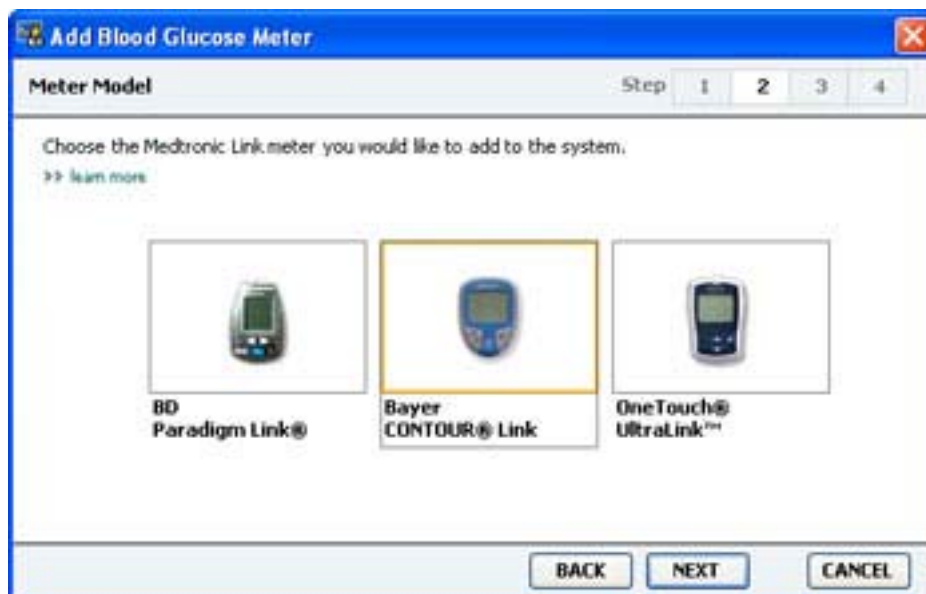 Add Blood Glucose Meter
Meter Model
Step 1 2 3 4
Choose the Medtronic Link meter you would like to add to the system.
>> learn more
BD
Paradigm Link®
Bayer
CONTOUR® Link
OneTouch®
UltraLink™
BACK NEXT CANCEL